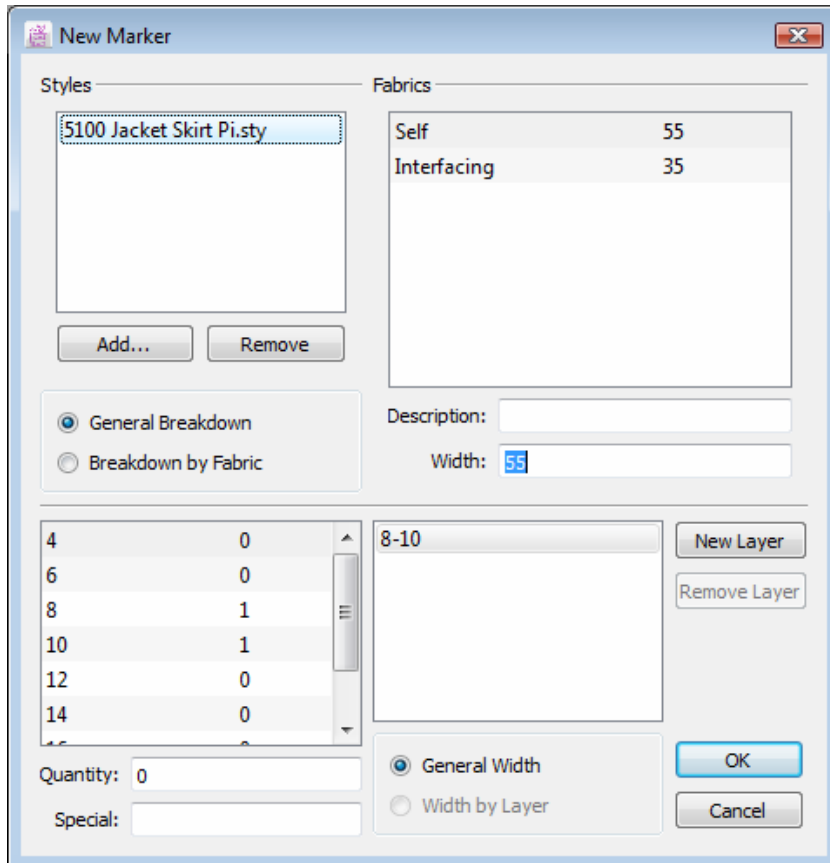 New Marker
Styles
Fabrics
5100 Jacket Skirt Pi.sty
Self 55
Interfacing 35
Add...
Remove
General Breakdown
Breakdown by Fabric
Description:
Width: 55
4 0
6 0
8 1
10 1
12 0
14 0
8-10
New Layer
Remove Layer
Quantity: 0
Special:
General Width
Width by Layer
OK
Cancel